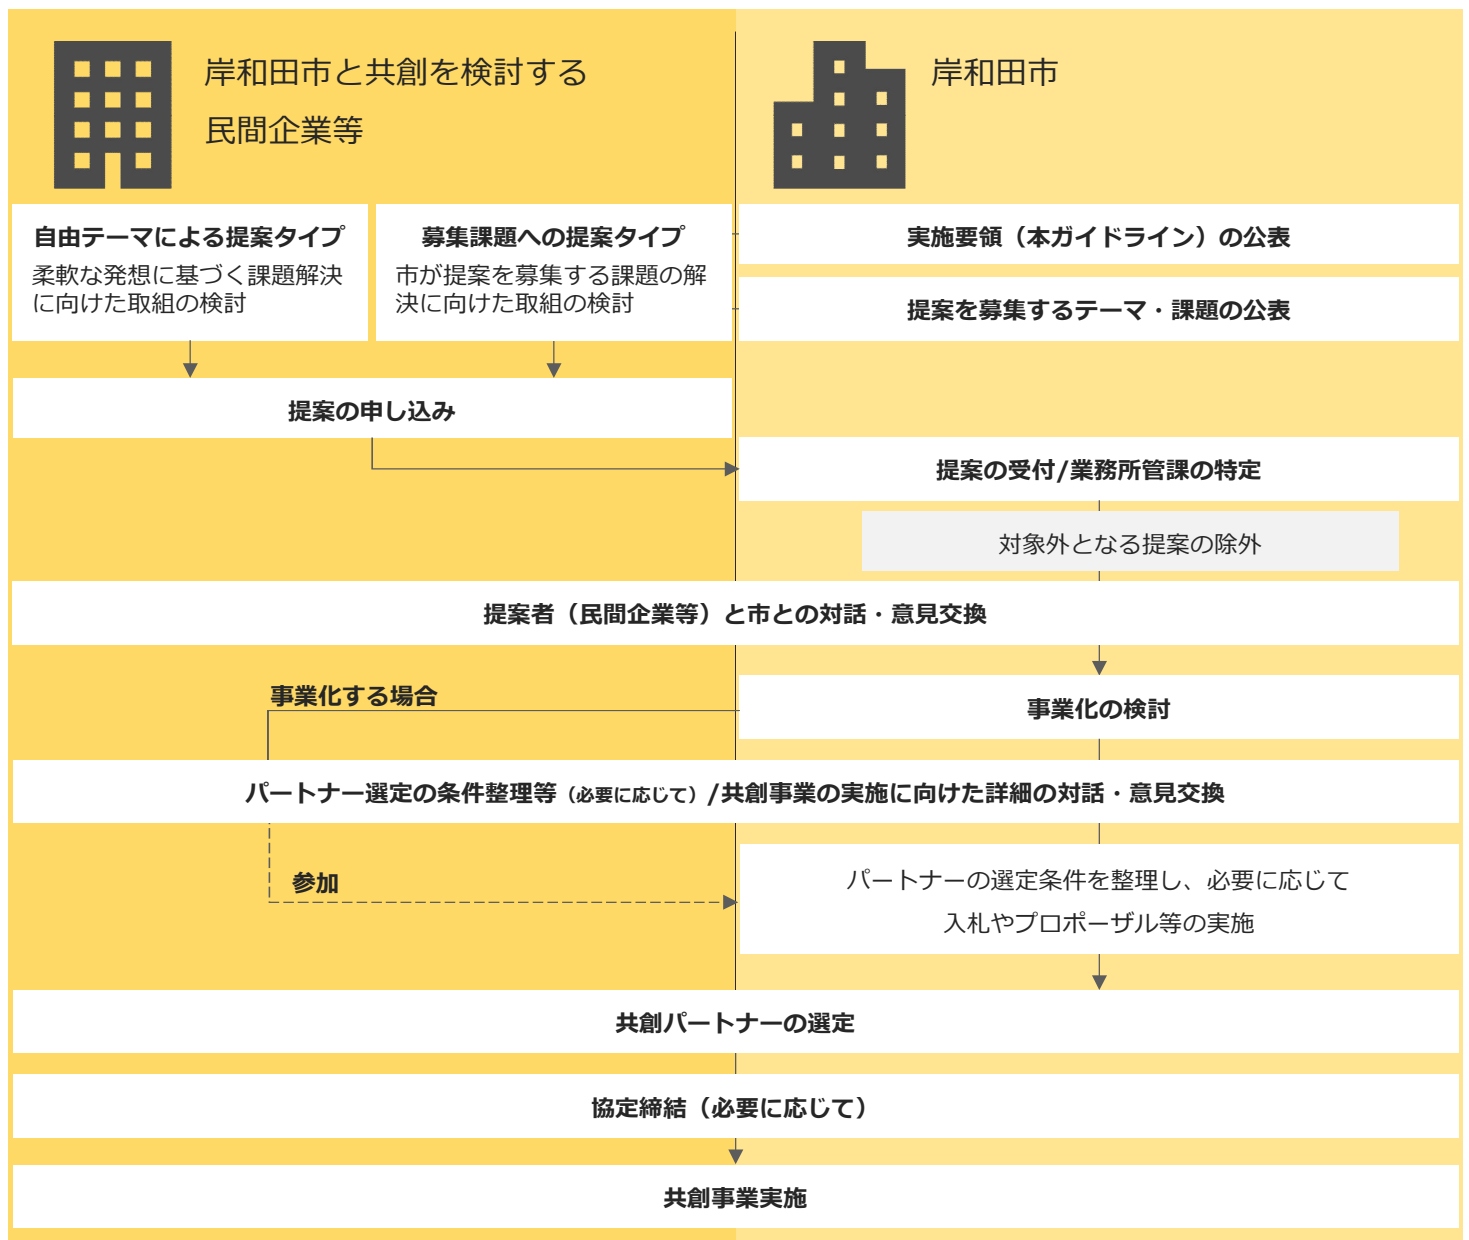 岸和田市と共創を検討する
民間企業等
岸和田市
自由テーマによる提案タイプ
柔軟な発想に基づく課題解決
に向けた取組の検討
募集課題への提案タイプ
市が提案を募集する課題の解
決に向けた取組の検討
実施要領（本ガイドライン）の公表
提案を募集するテーマ・課題の公表
提案の申し込み
提案の受付/業務所管課の特定
対象外となる提案の除外
提案者（民間企業等）と市との対話・意見交換
事業化する場合
事業化の検討
パートナー選定の条件整理等（必要に応じて）/共創事業の実施に向けた詳細の対話・意見交換
参加
パートナーの選定条件を整理し、必要に応じて
入札やプロポーザル等の実施
共創パートナーの選定
協定締結（必要に応じて）
共創事業実施